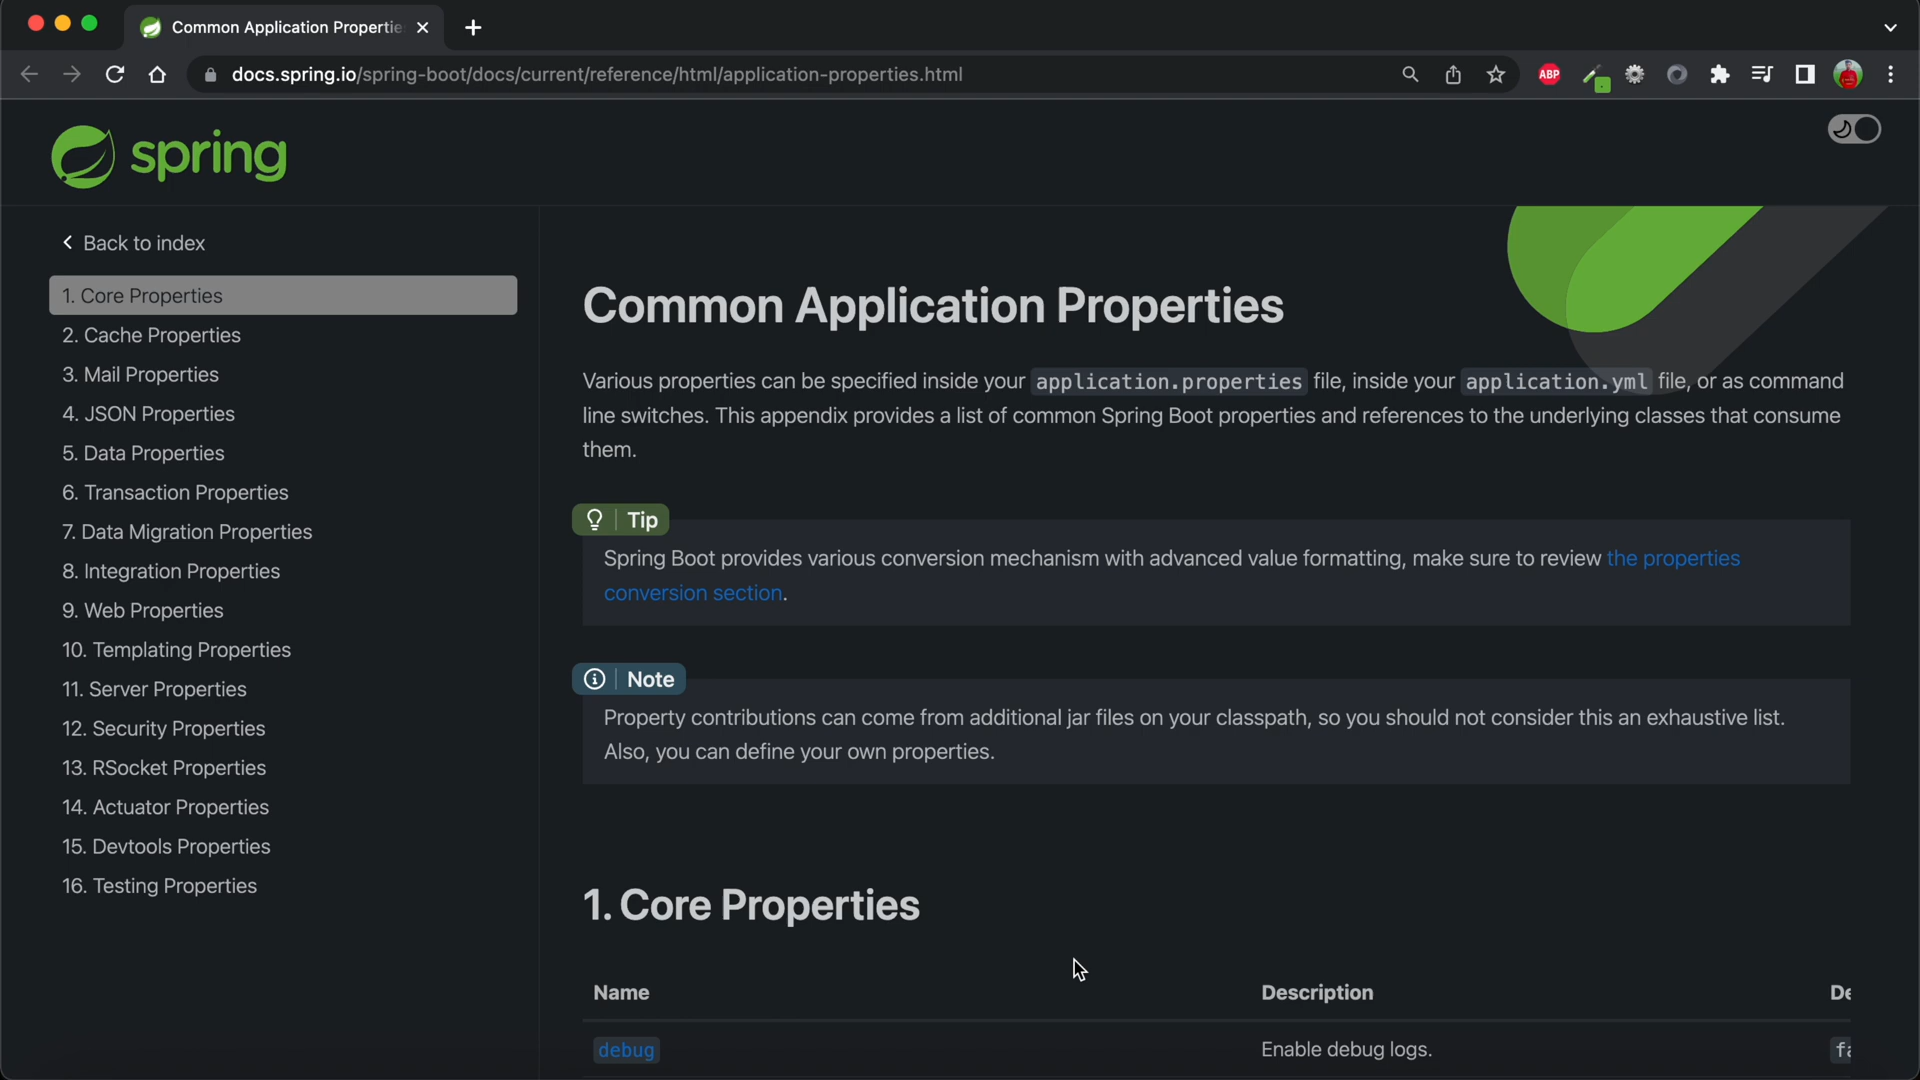 Common Application Propertie
docs.spring.io/spring-boot/docs/current/reference/html/application-properties.html
ABP
spring
Back to index
1. Core Properties
2. Cache Properties
3. Mail Properties
4. JSON Properties
5. Data Properties
6. Transaction Properties
7. Data Migration Properties
8. Integration Properties
9. Web Properties
10. Templating Properties
11. Server Properties
12. Security Properties
13. RSocket Properties
14. Actuator Properties
15. Devtools Properties
16. Testing Properties
Common Application Properties
Various properties can be specified inside your application.properties file, inside your application.yml file, or as command
line switches. This appendix provides a list of common Spring Boot properties and references to the underlying classes that consume
them.
Tip
Spring Boot provides various conversion mechanism with advanced value formatting, make sure to review the properties
conversion section.
Note
Property contributions can come from additional jar files on your classpath, so you should not consider this an exhaustive list.
Also, you can define your own properties.
1. Core Properties
Name Description De
debug Enable debug logs. fa